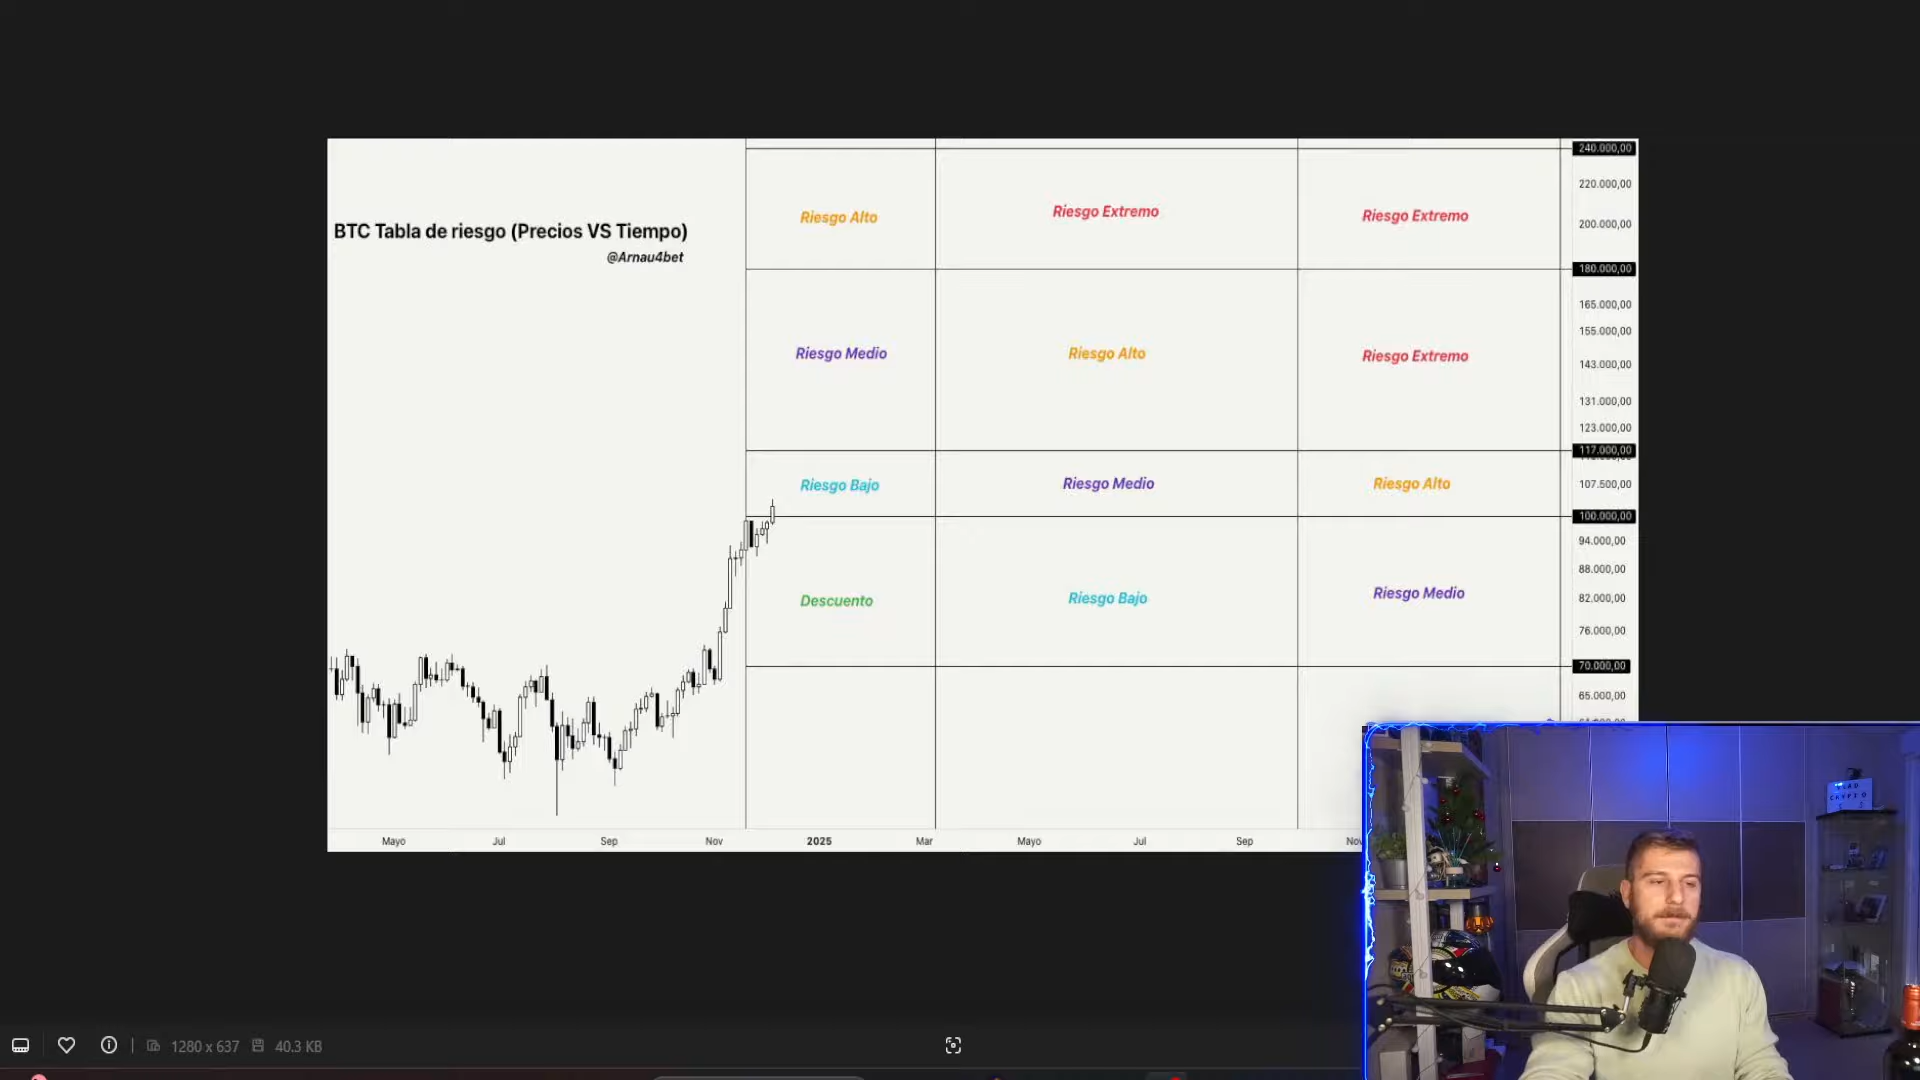 240.000,00
220.000,00
Riesgo Alto
Riesgo Extremo
Riesgo Extremo
200.000,00
BTC Tabla de riesgo (Precios VS Tiempo)
@Arnau4bet
180.000,00
165.000,00
155.000,00
Riesgo Medio
Riesgo Alto
Riesgo Extremo
143.000,00
131.000,00
123.000,00
117.000,00
Riesgo Bajo
Riesgo Medio
Riesgo Alto
107.500,00
100.000,00
94.000,00
88.000,00
Descuento
Riesgo Bajo
Riesgo Medio
82.000,00
76.000,00
70.000,00
65.000,00
Mayo Jul Sep Nov 2025 Mar Mayo Jul Sep
CRYPTO
1280 x 637 40.3 KB